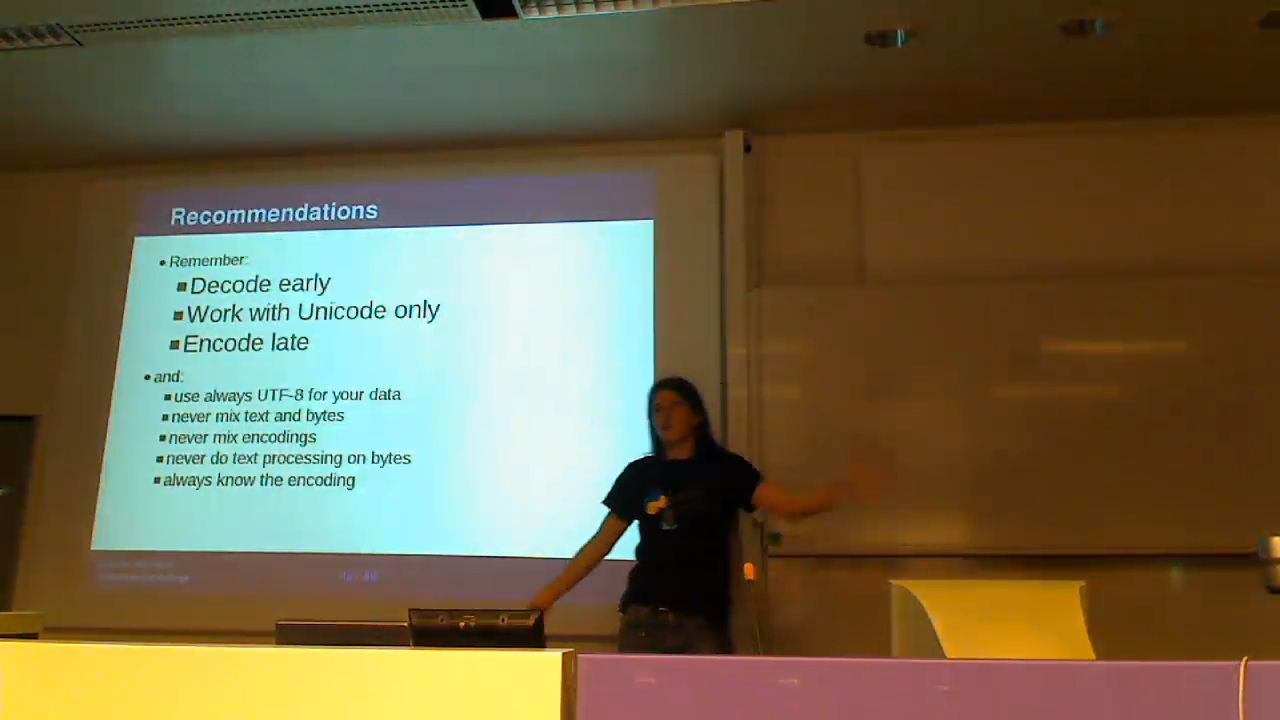 Recommendations
• Remember:
▪ Decode early
▪ Work with Unicode only
▪ Encode late
• and:
▪ use always UTF-8 for your data
▪ never mix text and bytes
▪ never mix encodings
▪ never do text processing on bytes
▪ always know the encoding